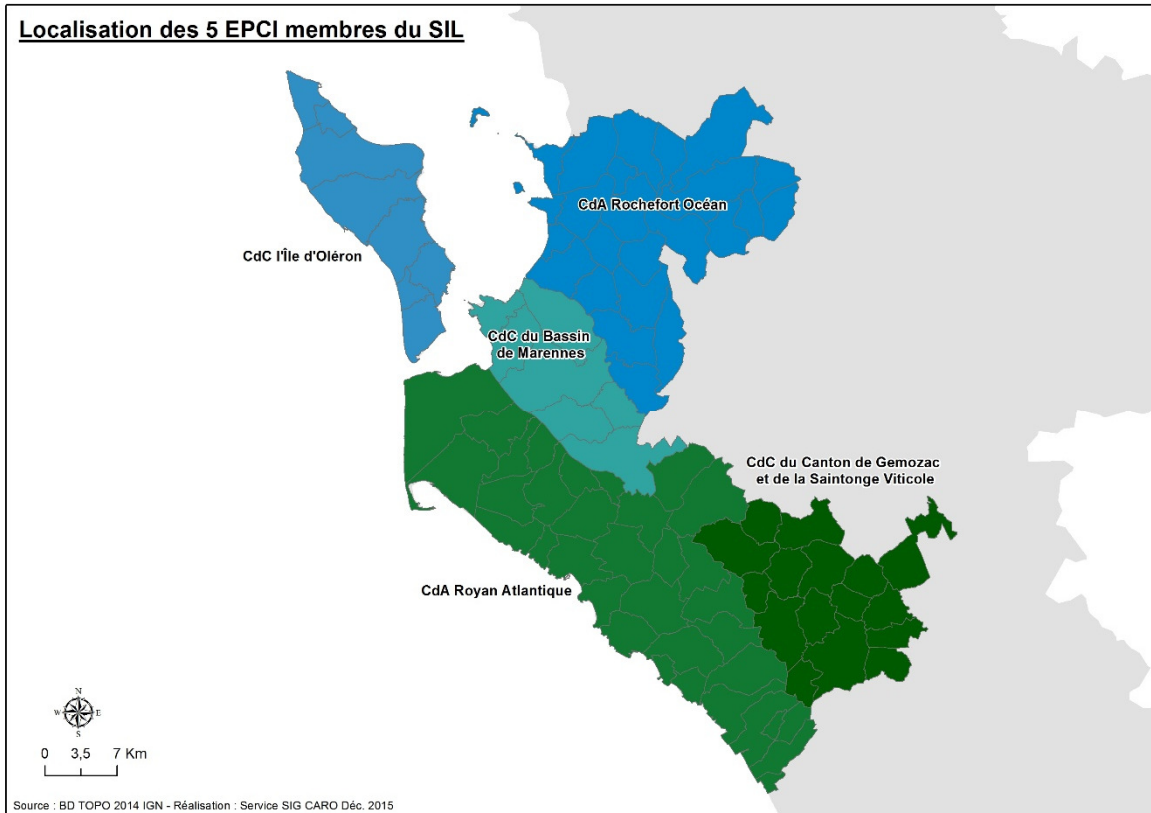 Localisation des 5 EPCI membres du SIL
CdA Rochefort Océan
CdC l'Île d'Oléron
CdC du Bassin
de Marennes
CdC du Canton de Gemozac
et de la Saintonge Viticole
CdA Royan Atlantique
N
W E
S
0 3,5 7 Km
Source : BD TOPO 2014 IGN - Réalisation : Service SIG CARO Déc. 2015